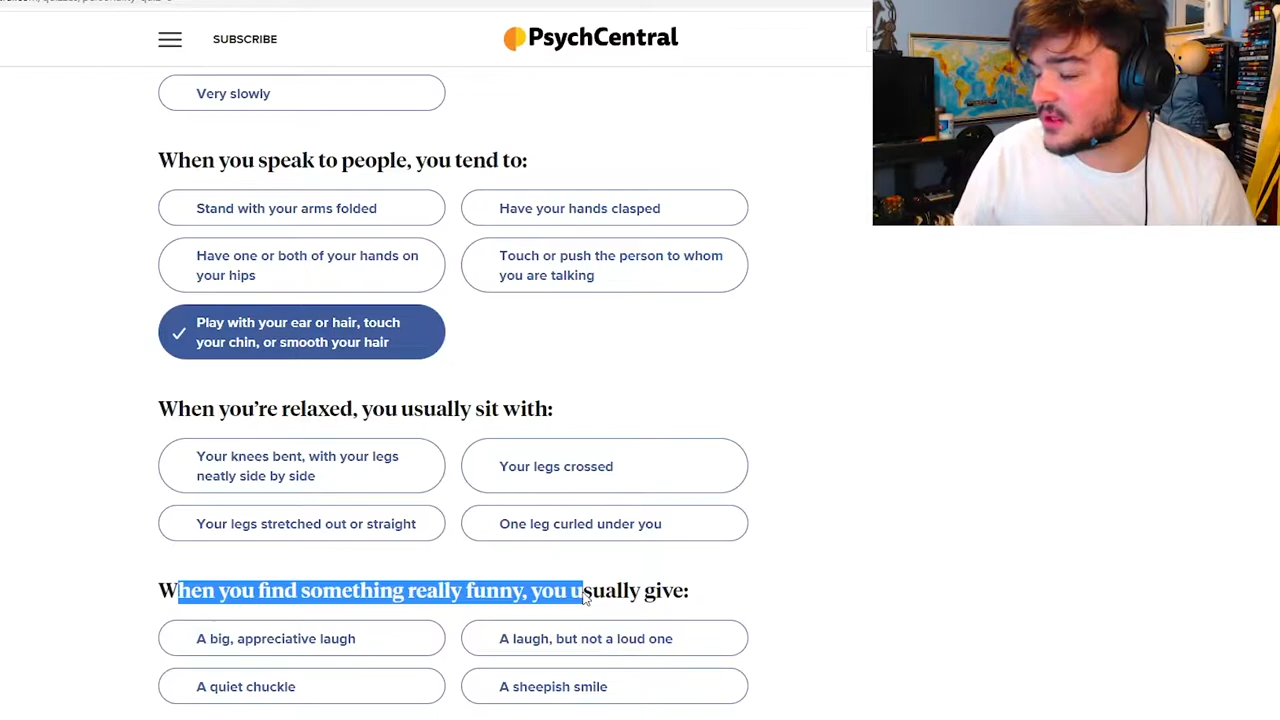 SUBSCRIBE
PsychCentral
Very slowly
When you speak to people, you tend to:
Stand with your arms folded
Have your hands clasped
Have one or both of your hands on
your hips
Touch or push the person to whom
you are talking
Play with your ear or hair, touch
your chin, or smooth your hair
When you’re relaxed, you usually sit with:
Your knees bent, with your legs
neatly side by side
Your legs crossed
Your legs stretched out or straight
One leg curled under you
When you find something really funny, you usually give:
A big, appreciative laugh
A laugh, but not a loud one
A quiet chuckle
A sheepish smile